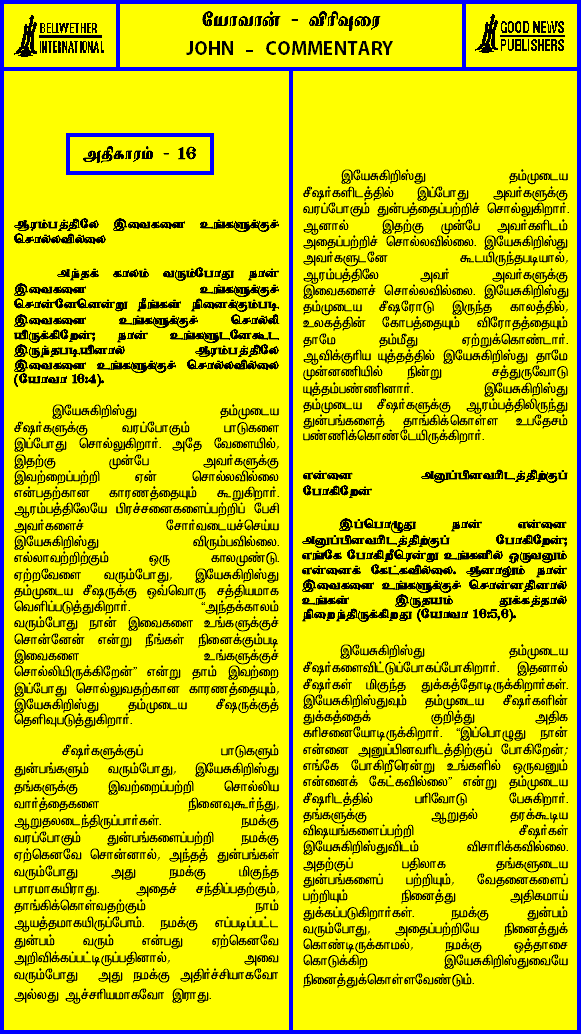 BELWETHER
INTERNATIONAL
யோவான் - விரிவுரை
JOHN - COMMENTARY
GOOD NEWS
PUBLISHERS
அதிகாரம் - 16
ஆரம்பத்திலே இவைகளை உங்களுக்குச்
சொல்லவில்லை
அந்தக் காலம் வரும்போது நான்
இவைகளை உங்களுக்குச்
சொன்னேனென்று நீங்கள் நினைக்கும்படி
இவைகளை உங்களுக்குச் சொல்லி
யிருக்கிறேன்; நான் உங்களுடனேகூட
இருந்தபடியினால் ஆரம்பத்திலே
இவைகளை உங்களுக்குச் சொல்லவில்லை
(யோவா 16:4).
இயேசுகிறிஸ்து தம்முடைய
சீஷர்களுக்கு வரப்போகும் பாடுகளை
இப்போது சொல்லுகிறார். அதே வேளையில்,
இதற்கு முன்பே அவர்களுக்கு
இவற்றைப்பற்றி ஏன் சொல்லவில்லை
என்பதற்கான காரணத்தையும் கூறுகிறார்.
ஆரம்பத்திலேயே பிரச்சனைகளைப்பற்றிப் பேசி
அவர்களைச் சோர்வடையச்செய்ய
இயேசுகிறிஸ்து விரும்பவில்லை.
எல்லாவற்றிற்கும் ஒரு காலமுண்டு.
ஏற்றவேளை வரும்போது, இயேசுகிறிஸ்து
தம்முடைய சீஷருக்கு ஒவ்வொரு சத்தியமாக
வெளிப்படுத்துகிறார். “அந்தக்காலம்
வரும்போது நான் இவைகளை உங்களுக்குச்
சொன்னேன் என்று நீங்கள் நினைக்கும்படி
இவைகளை உங்களுக்குச்
சொல்லியிருக்கிறேன்” என்று தாம் இவற்றை
இப்போது சொல்லுவதற்கான காரணத்தையும்,
இயேசுகிறிஸ்து தம்முடைய சீஷருக்குத்
தெளிவுபடுத்துகிறார்.
சீஷர்களுக்குப் பாடுகளும்
துன்பங்களும் வரும்போது, இயேசுகிறிஸ்து
தங்களுக்கு இவற்றைப்பற்றி சொல்லிய
வார்த்தைகளை நினைவுகூர்ந்து,
ஆறுதலடைந்திருப்பார்கள். நமக்கு
வரப்போகும் துன்பங்களைப்பற்றி நமக்கு
ஏற்கெனவே சொன்னால், அந்தத் துன்பங்கள்
வரும்போது அது நமக்கு மிகுந்த
பாரமாகயிராது. அதைச் சந்திப்பதற்கும்,
தாங்கிக்கொள்வதற்கும் நாம்
ஆயத்தமாகயிருப்போம். நமக்கு எப்படிப்பட்ட
துன்பம் வரும் என்பது ஏற்கெனவே
அறிவிக்கப்பட்டிருப்பதினால், அவை
வரும்போது அது நமக்கு அதிர்ச்சியாகவோ
அல்லது ஆச்சரியமாகவோ இராது.
இயேசுகிறிஸ்து தம்முடைய
சீஷர்களிடத்தில் இப்போது அவர்களுக்கு
வரப்போகும் துன்பத்தைப்பற்றிச் சொல்லுகிறார்.
ஆனால் இதற்கு முன்பே அவர்களிடம்
அதைப்பற்றிச் சொல்லவில்லை. இயேசுகிறிஸ்து
அவர்களுடனே கூடயிருந்தபடியால்,
ஆரம்பத்திலே அவர் அவர்களுக்கு
இவைகளைச் சொல்லவில்லை. இயேசுகிறிஸ்து
தம்முடைய சீஷரோடு இருந்த காலத்தில்,
உலகத்தின் கோபத்தையும் விரோதத்தையும்
தாமே தம்மீது ஏற்றுக்கொண்டார்.
ஆவிக்குரிய யுத்தத்தில் இயேசுகிறிஸ்து தாமே
முன்னணியில் நின்று சத்துருவோடு
யுத்தம்பண்ணினார். இயேசுகிறிஸ்து
தம்முடைய சீஷர்களுக்கு ஆரம்பத்திலிருந்து
துன்பங்களைத் தாங்கிக்கொள்ள உபதேசம்
பண்ணிக்கொண்டேயிருக்கிறார்.
என்னை அனுப்பினவரிடத்திற்குப்
போகிறேன்
இப்பொழுது நான் என்னை
அனுப்பினவரிடத்திற்குப் போகிறேன்;
எங்கே போகிறீரென்று உங்களில் ஒருவனும்
என்னைக் கேட்கவில்லை. ஆனாலும் நான்
இவைகளை உங்களுக்குச் சொன்னதினால்
உங்கள் இருதயம் துக்கத்தால்
நிறைந்திருக்கிறது (யோவா 16:5,6).
இயேசுகிறிஸ்து தம்முடைய
சீஷர்களைவிட்டுப்போகப்போகிறார். இதனால்
சீஷர்கள் மிகுந்த துக்கத்தோடிருக்கிறார்கள்.
இயேசுகிறிஸ்துவும் தம்முடைய சீஷர்களின்
துக்கத்தைக் குறித்து அதிக
கரிசனையோடிருக்கிறார். “இப்பொழுது நான்
என்னை அனுப்பினவரிடத்திற்குப் போகிறேன்;
எங்கே போகிறீரென்று உங்களில் ஒருவனும்
என்னைக் கேட்கவில்லை” என்று தம்முடைய
சீஷரிடத்தில் பரிவோடு பேசுகிறார்.
தங்களுக்கு ஆறுதல் தரக்கூடிய
விஷயங்களைப்பற்றி சீஷர்கள்
இயேசுகிறிஸ்துவிடம் விசாரிக்கவில்லை.
அதற்குப் பதிலாக தங்களுடைய
துன்பங்களைப் பற்றியும், வேதனைகளைப்
பற்றியும் நினைத்து அதிகமாய்
துக்கப்படுகிறார்கள். நமக்கு துன்பம்
வரும்போது, அதைப்பற்றியே நினைத்துக்
கொண்டிருக்காமல், நமக்கு ஒத்தாசை
கொடுக்கிற இயேசுகிறிஸ்துவையே
நினைத்துக்கொள்ளவேண்டும்.